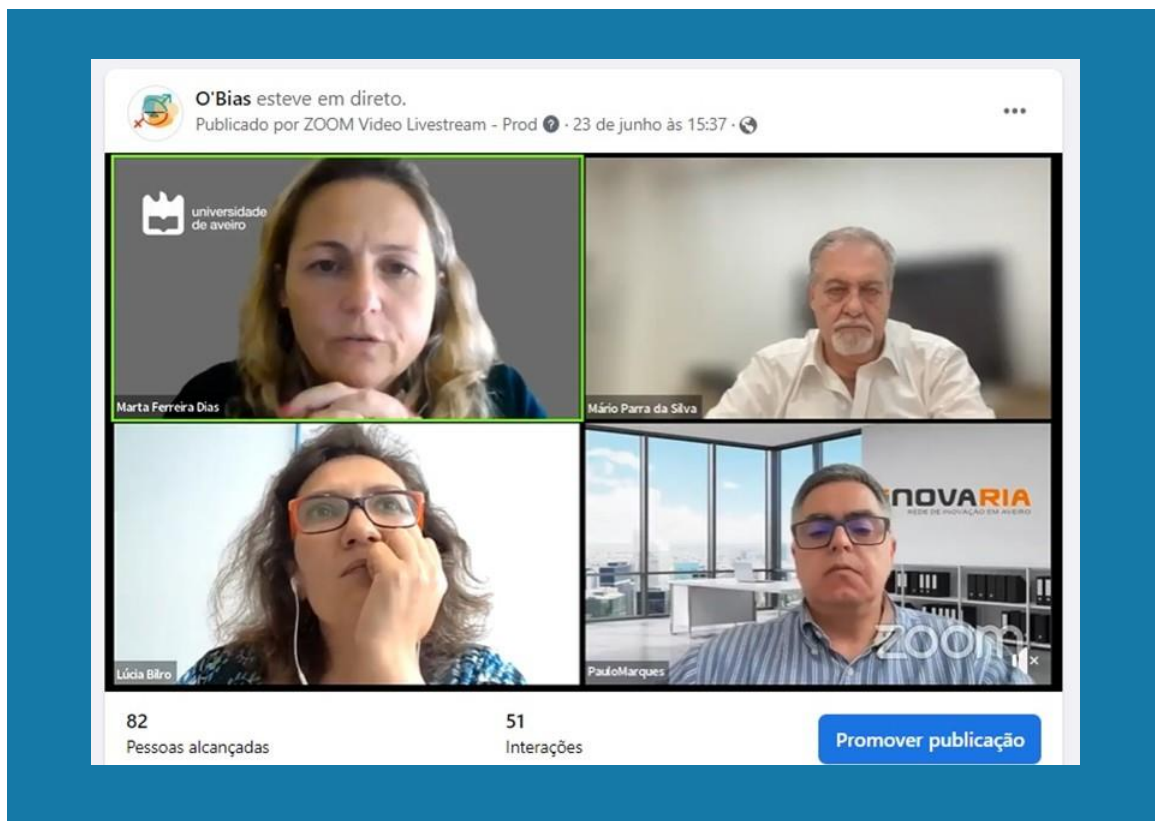 O'Bias esteve em direto.
Publicado por ZOOM Video Livestream - Prod · 23 de junho às 15:37 ·
universidade
de aveiro
Marta Ferreira Dias
Mário Parra da Silva
INOVARIA
REDE DE INOVAÇÃO EM AVEIRO
Lúcia Bilro
PauloMarques
zoom
82
Pessoas alcançadas
51
Interações
Promover publicação